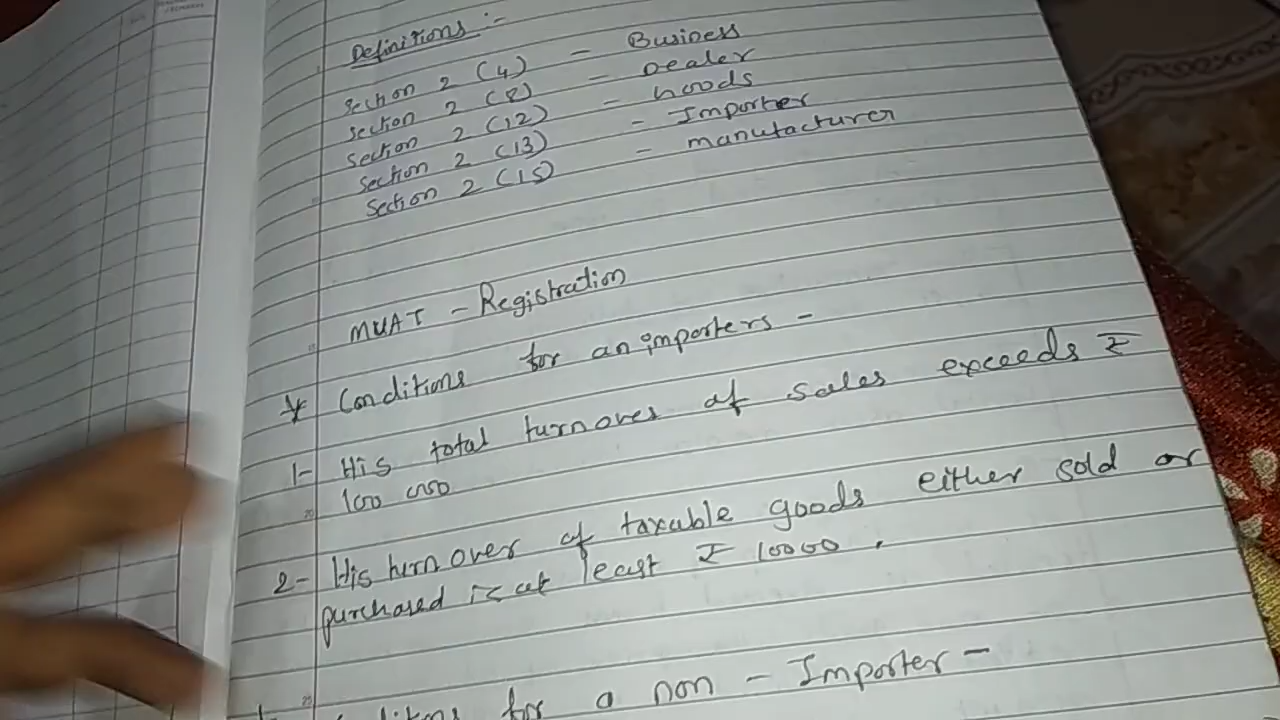 Definitions :-
Section 2 (4) - Business
Section 2 (8) - Dealer
Section 2 (12) - Goods
Section 2 (13) - Importer
Section 2 (15) - manufacturer
MVAT - Registration
* Conditions for an importers -
1- His total turnover of sales exceeds ₹
100 000
2- His turnover of taxable goods either sold or
purchased is at least ₹ 10000.
for a non - Importer -